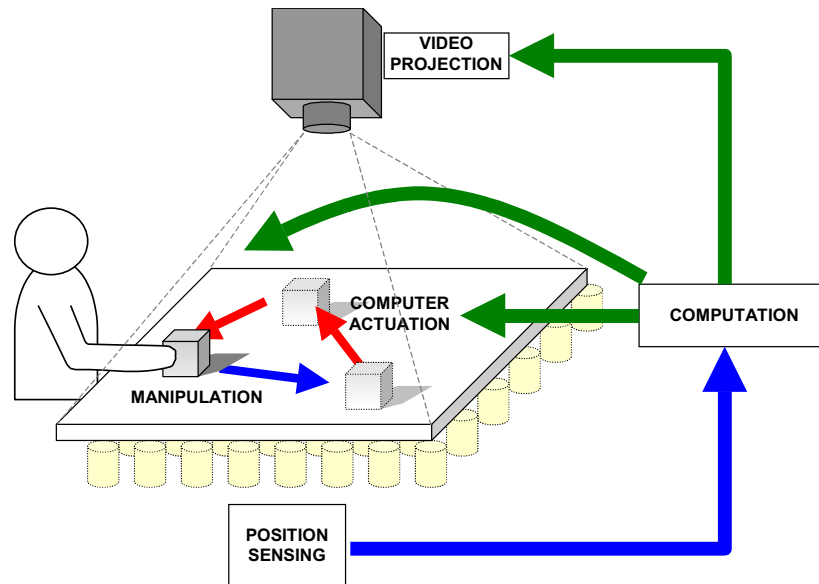 VIDEO
PROJECTION
COMPUTER
ACTUATION
COMPUTATION
MANIPULATION
POSITION
SENSING